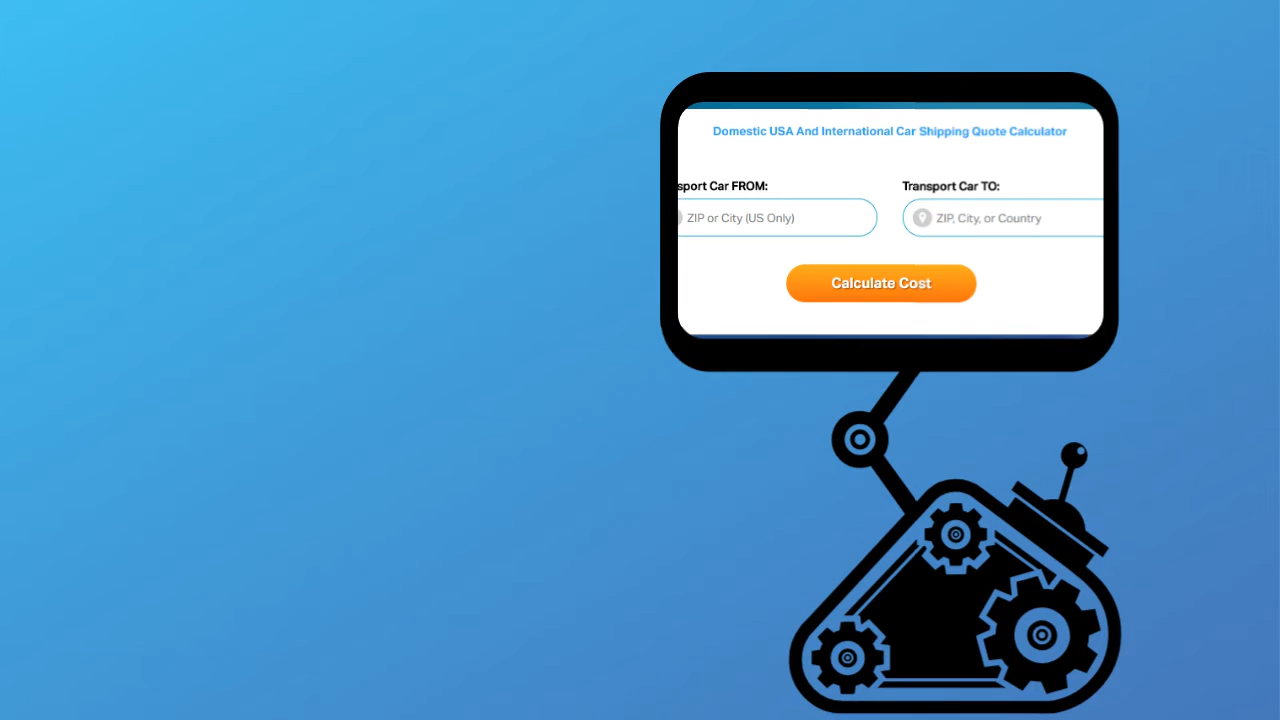 Domestic USA And International Car Shipping Quote Calculator
sport Car FROM:
Transport Car TO:
ZIP or City (US Only)
ZIP, City, or Country
Calculate Cost